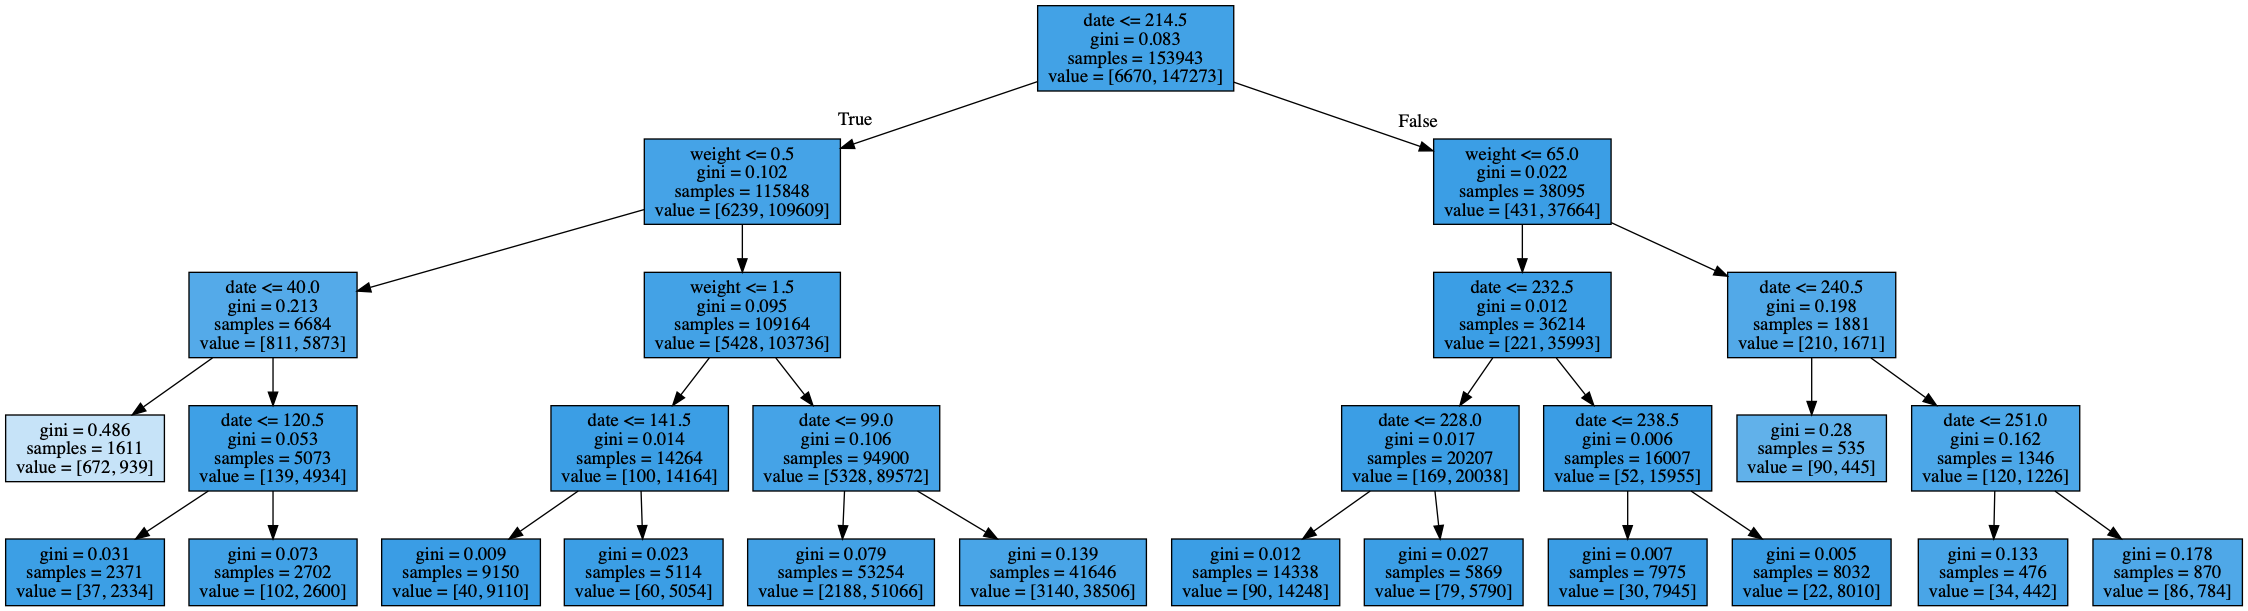 date <= 214.5
gini = 0.083
samples = 153943
value = [6670, 147273]
True
False
weight <= 0.5
gini = 0.102
samples = 115848
value = [6239, 109609]
weight <= 65.0
gini = 0.022
samples = 38095
value = [431, 37664]
date <= 40.0
gini = 0.213
samples = 6684
value = [811, 5873]
weight <= 1.5
gini = 0.095
samples = 109164
value = [5428, 103736]
date <= 232.5
gini = 0.012
samples = 36214
value = [221, 35993]
date <= 240.5
gini = 0.198
samples = 1881
value = [210, 1671]
gini = 0.486
samples = 1611
value = [672, 939]
date <= 120.5
gini = 0.053
samples = 5073
value = [139, 4934]
date <= 141.5
gini = 0.014
samples = 14264
value = [100, 14164]
date <= 99.0
gini = 0.106
samples = 94900
value = [5328, 89572]
date <= 228.0
gini = 0.017
samples = 20207
value = [169, 20038]
date <= 238.5
gini = 0.006
samples = 16007
value = [52, 15955]
gini = 0.28
samples = 535
value = [90, 445]
date <= 251.0
gini = 0.162
samples = 1346
value = [120, 1226]
gini = 0.031
samples = 2371
value = [37, 2334]
gini = 0.073
samples = 2702
value = [102, 2600]
gini = 0.009
samples = 9150
value = [40, 9110]
gini = 0.023
samples = 5114
value = [60, 5054]
gini = 0.079
samples = 53254
value = [2188, 51066]
gini = 0.139
samples = 41646
value = [3140, 38506]
gini = 0.012
samples = 14338
value = [90, 14248]
gini = 0.027
samples = 5869
value = [79, 5790]
gini = 0.007
samples = 7975
value = [30, 7945]
gini = 0.005
samples = 8032
value = [22, 8010]
gini = 0.133
samples = 476
value = [34, 442]
gini = 0.178
samples = 870
value = [86, 784]